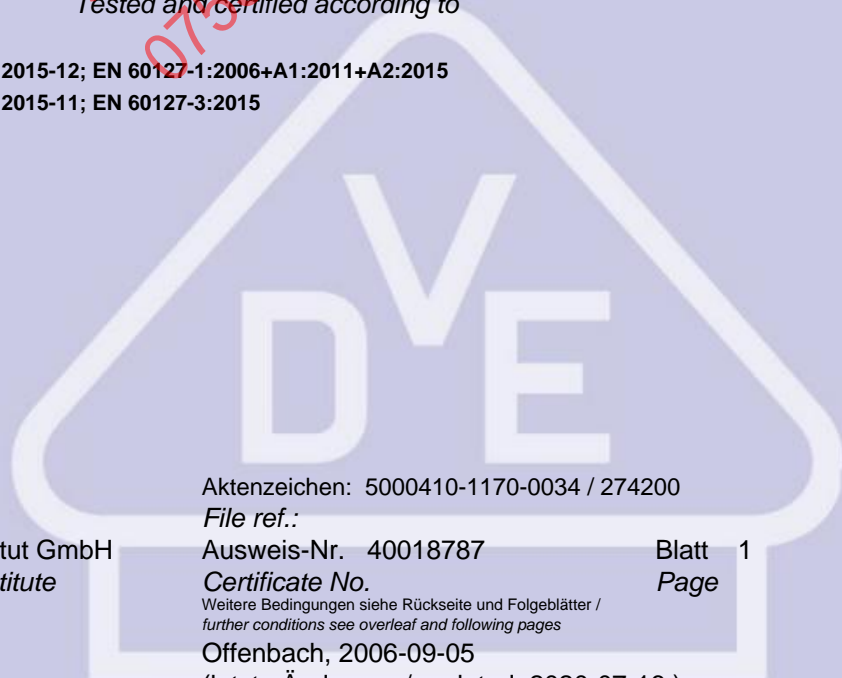 Tested and certified according to
2015-12; EN 60127-1:2006+A1:2011+A2:2015
2015-11; EN 60127-3:2015
V
D E
Aktenzeichen: 5000410-1170-0034 / 274200
File ref.:
tut GmbH Ausweis-Nr. 40018787 Blatt 1
titute Certificate No. Page
Weitere Bedingungen siehe Rückseite und Folgeblätter /
further conditions see overleaf and following pages
Offenbach, 2006-09-05